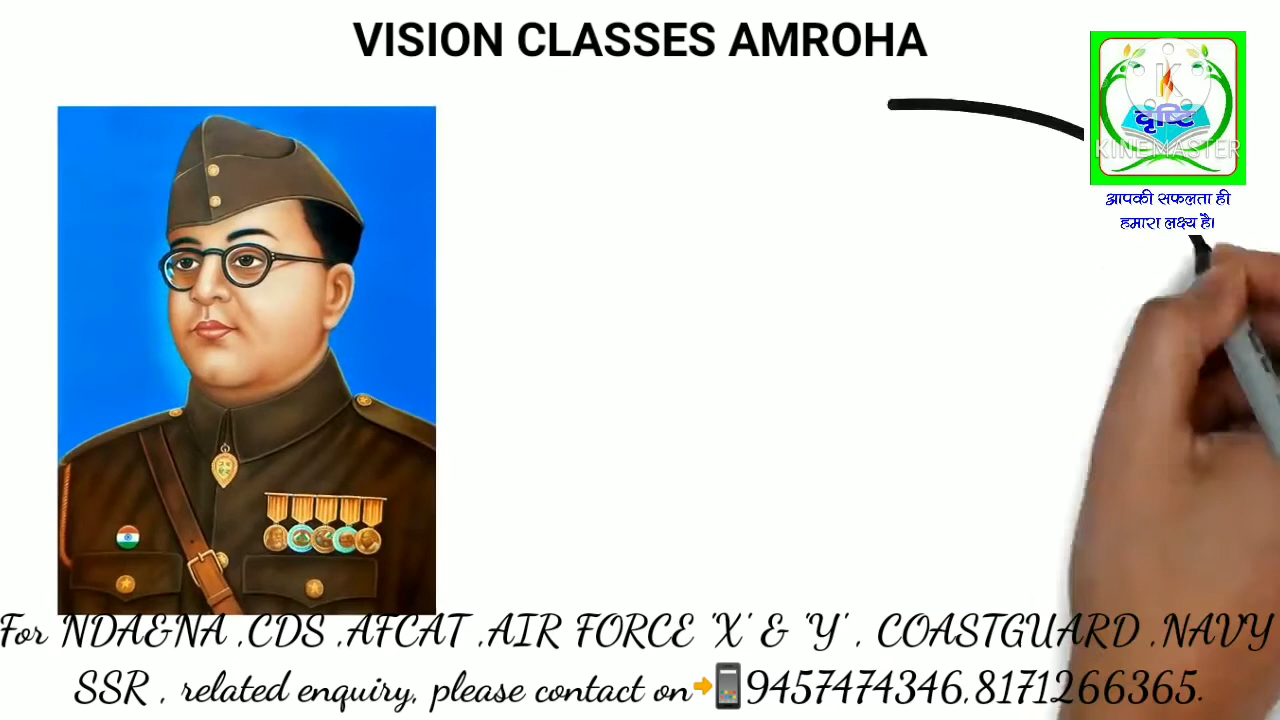 VISION CLASSES AMROHA
K
दृष्टि
KINEMASTER
आपकी सफलता ही
हमारा लक्ष्य है।
For 'NDA&NA ,CDS ,AFCAT ,AIR FORCE 'X' & 'Y' , COASTGUARD ,NAVY
SSR , related enquiry, please contact on 9457474346,8171266365.